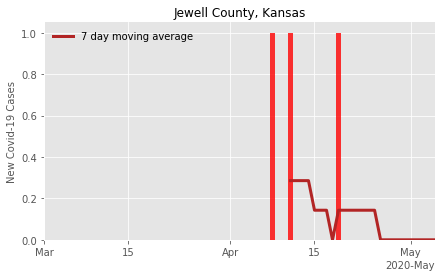 Jewell County, Kansas
7 day moving average
New Covid-19 Cases
1.0
0.8
0.6
0.4
0.2
0.0
Mar
15
Apr
15
May
2020-May